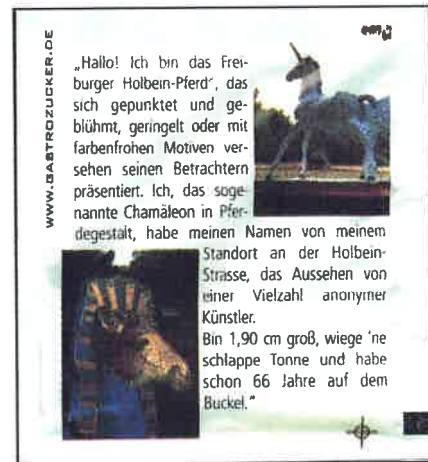 WWW.GASTROZUCKER.DE
„Hallo! Ich bin das Frei-
burger Holbein-Pferd“, das
sich gepunktet und ge-
blühmt, geringelt oder mit
farbenfrohen Motiven ver-
sehen seinen Betrachtern
präsentiert. Ich, das soge-
nannte Chamäleon in Pfer-
degestalt, habe meinen Namen von meinem
Standort an der Holbein-
Strasse, das Aussehen von
einer Vielzahl anonymer
Künstler.
Bin 1,90 cm groß, wiege 'ne
schlappe Tonne und habe
schon 66 Jahre auf dem
Buckel.“